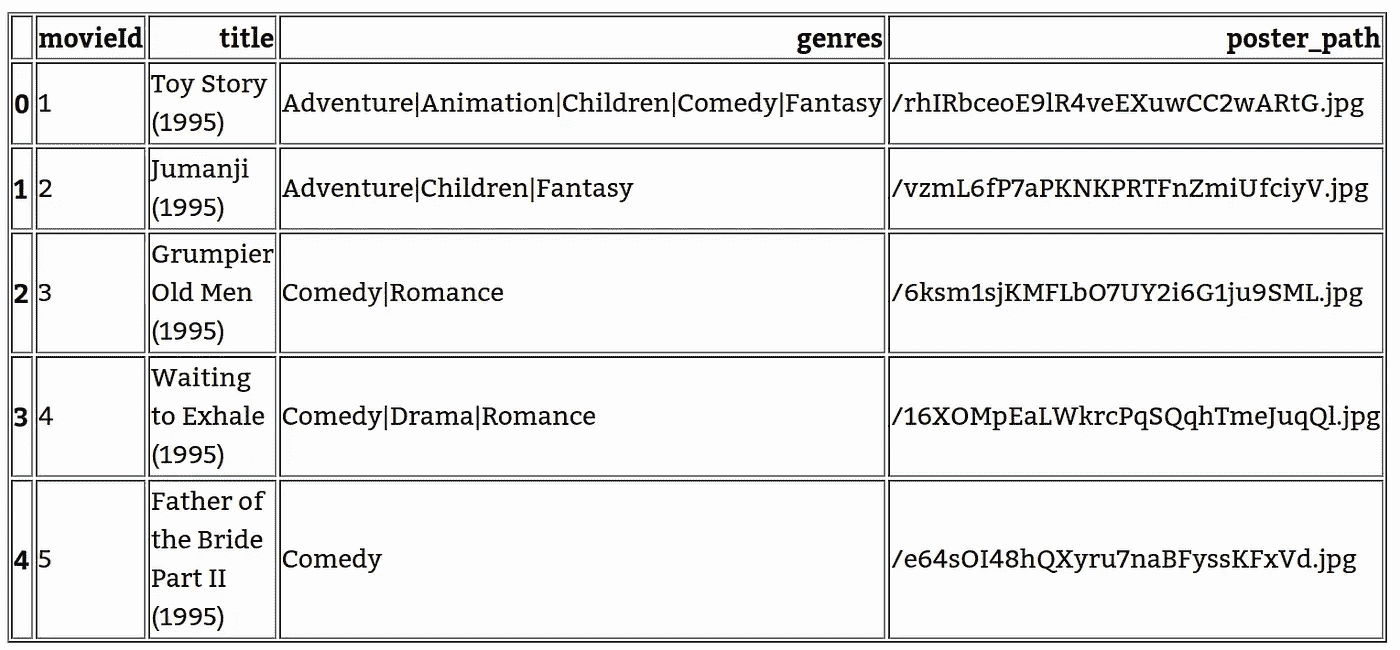 movieId title genres poster_path
0 1 Toy Story (1995) Adventure|Animation|Children|Comedy|Fantasy /rhIRbceoE9lR4veEXuwCC2wARtG.jpg
1 2 Jumanji (1995) Adventure|Children|Fantasy /vzmL6fP7aPKNKPRTFnZmiUfciyV.jpg
2 3 Grumpier Old Men (1995) Comedy|Romance /6ksm1sjKMFLbO7UY2i6G1ju9SML.jpg
3 4 Waiting to Exhale (1995) Comedy|Drama|Romance /16XOMpEaLWkrcPqSQqhTmeJuqQl.jpg
4 5 Father of the Bride Part II (1995) Comedy /e64sOI48hQXyru7naBFyssKFxVd.jpg